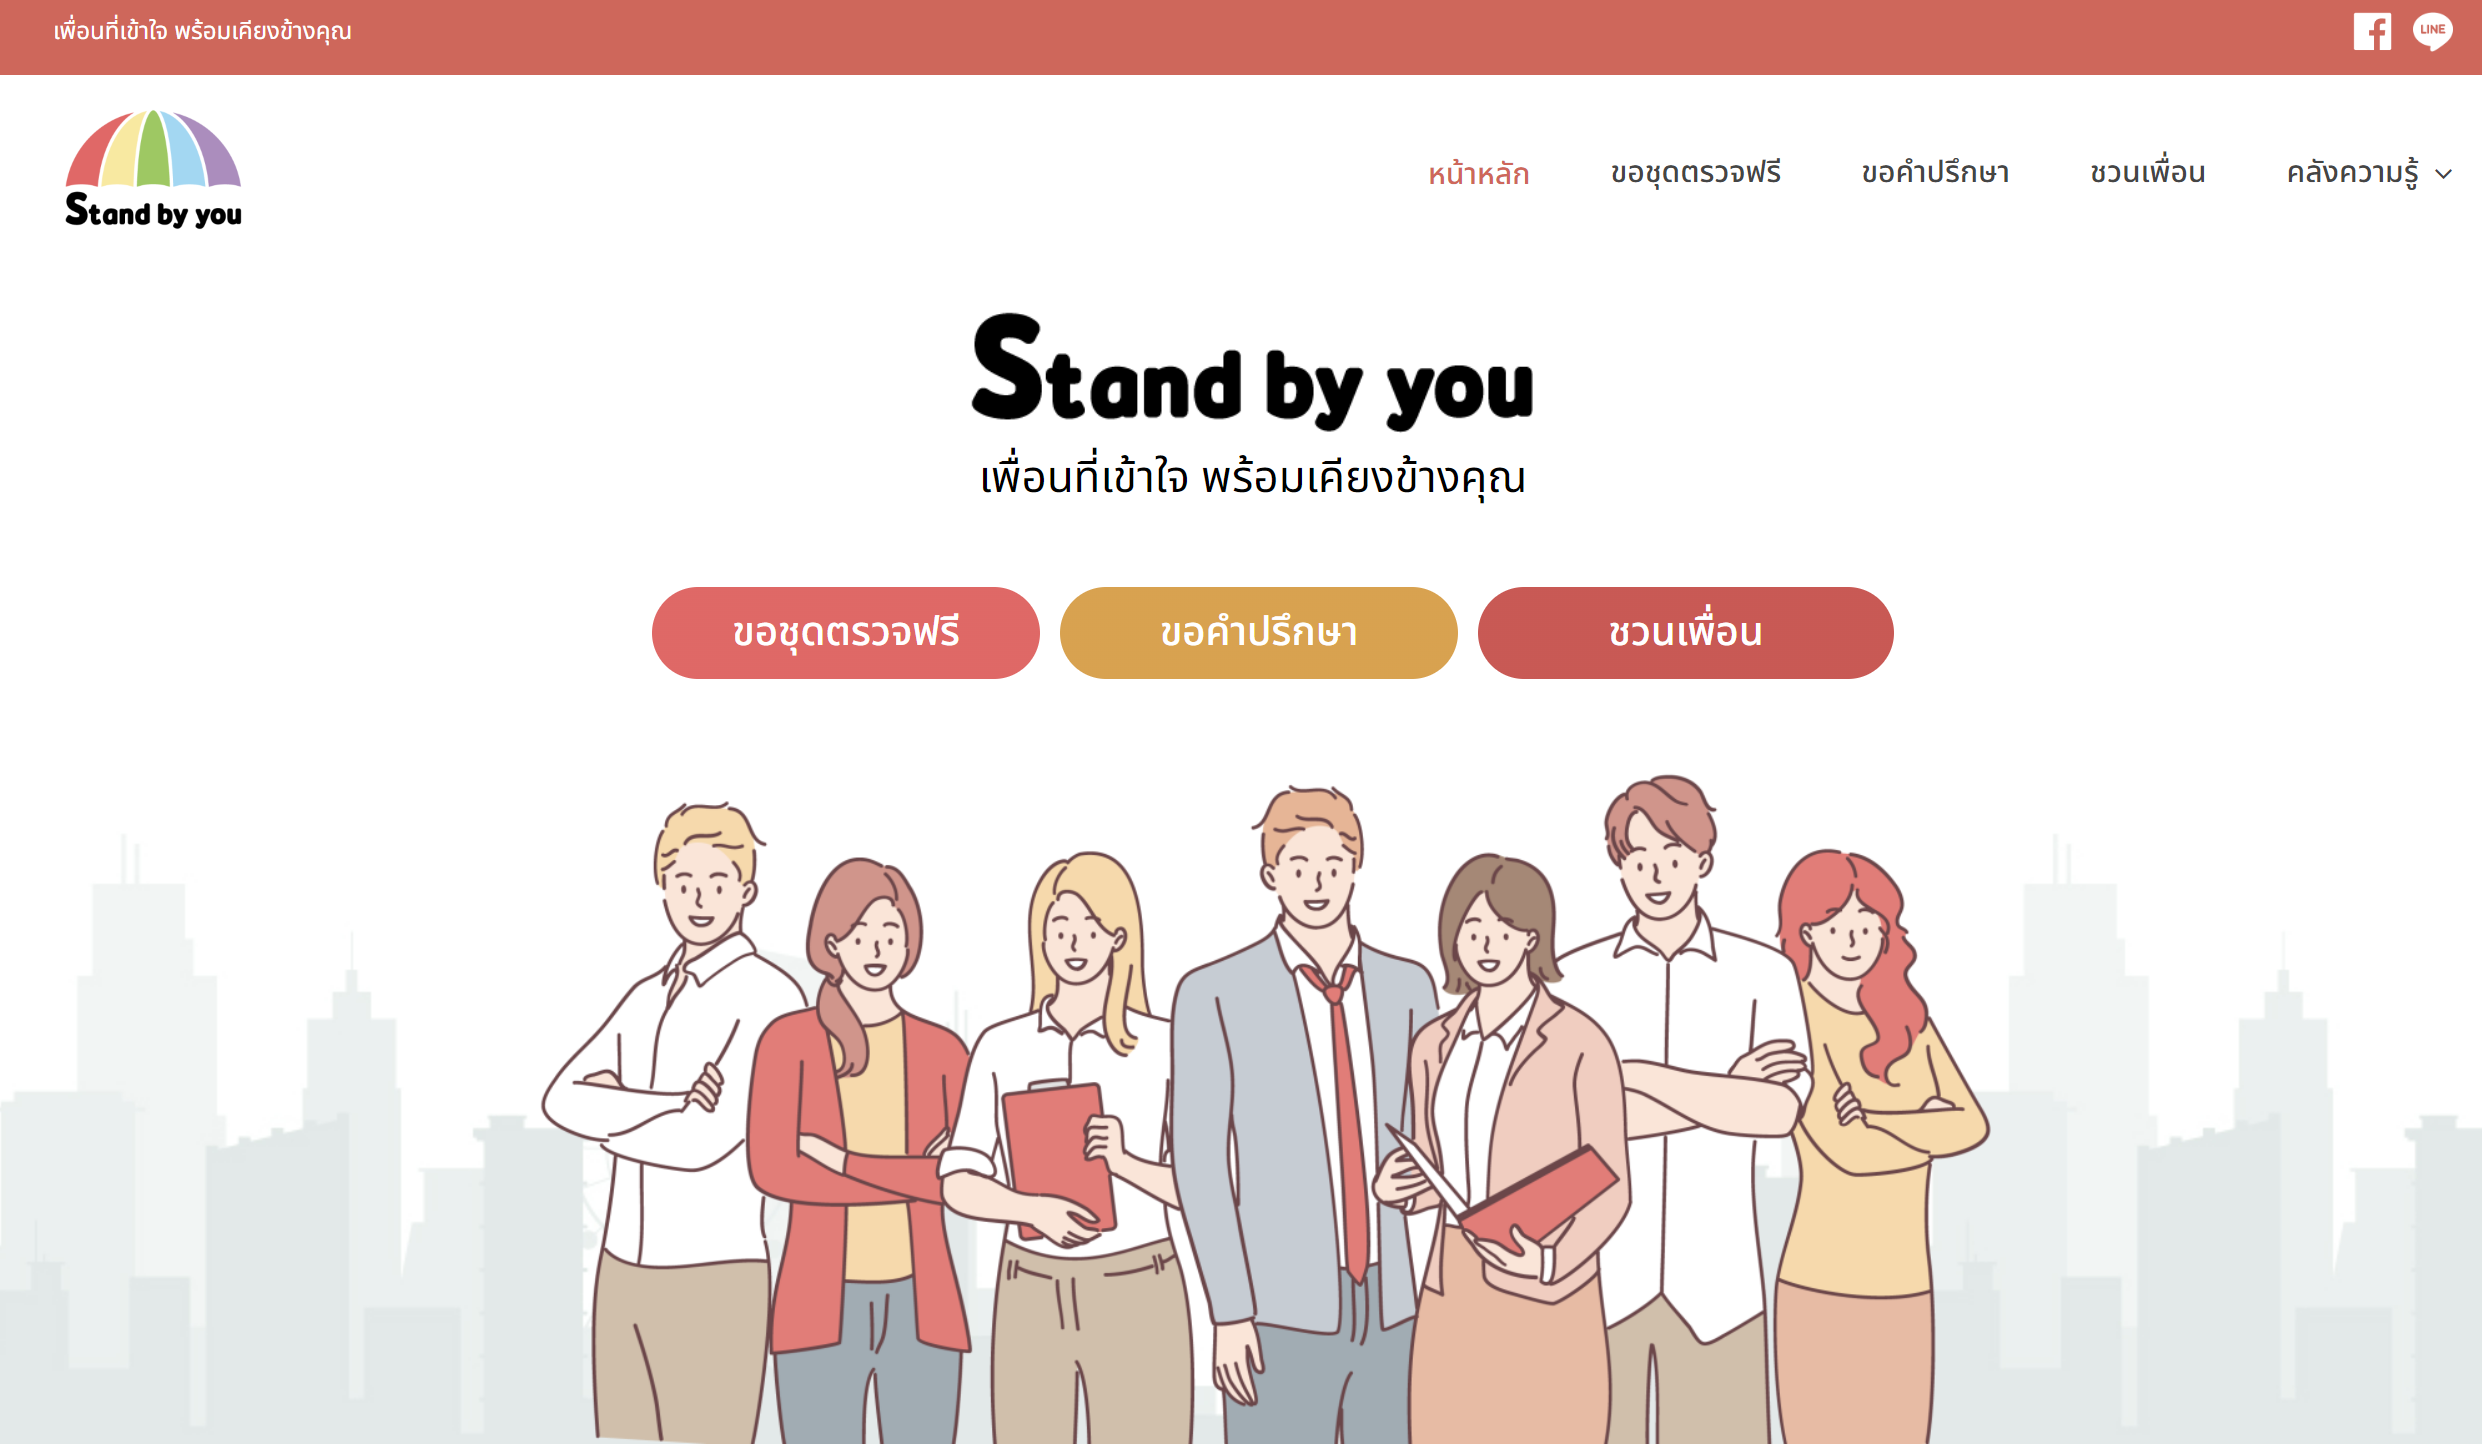 เพื่อนที่เข้าใจ พร้อมเคียงข้างคุณ
LINE
Stand by you
หน้าหลัก ขอชุดตรวจฟรี ขอคำปรึกษา ชวนเพื่อน คลังความรู้
Stand by you
เพื่อนที่เข้าใจ พร้อมเคียงข้างคุณ
ขอชุดตรวจฟรี ขอคำปรึกษา ชวนเพื่อน